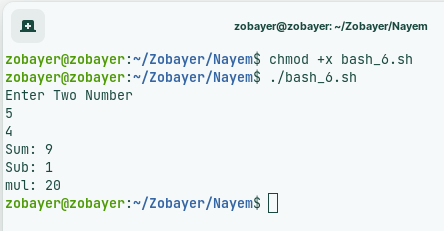 zobayer@zobayer: ~/Zobayer/Nayem
zobayer@zobayer:~/Zobayer/Nayem$ chmod +x bash_6.sh
zobayer@zobayer:~/Zobayer/Nayem$ ./bash_6.sh
Enter Two Number
5
4
Sum: 9
Sub: 1
mul: 20
zobayer@zobayer:~/Zobayer/Nayem$